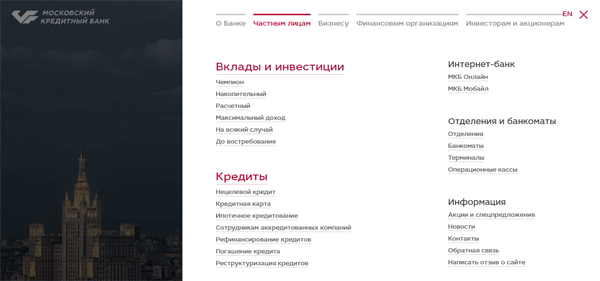 МОСКОВСКИЙ
КРЕДИТНЫЙ БАНК
О Банке
Частным лицам
Бизнесу
Финансовым организациям
Инвесторам и акционерам
EN
Вклады и инвестиции
Чемпион
Накопительный
Расчетный
Максимальный доход
На всякий случай
До востребования
Кредиты
Нецелевой кредит
Кредитная карта
Ипотечное кредитование
Сотрудникам аккредитованных компаний
Рефинансирование кредитов
Погашение кредита
Реструктуризация кредитов
Интернет-банк
МКБ Онлайн
МКБ Мобайл
Отделения и банкоматы
Отделения
Банкоматы
Терминалы
Операционные кассы
Информация
Акции и спецпредложения
Новости
Контакты
Обратная связь
Написать отзыв о сайте